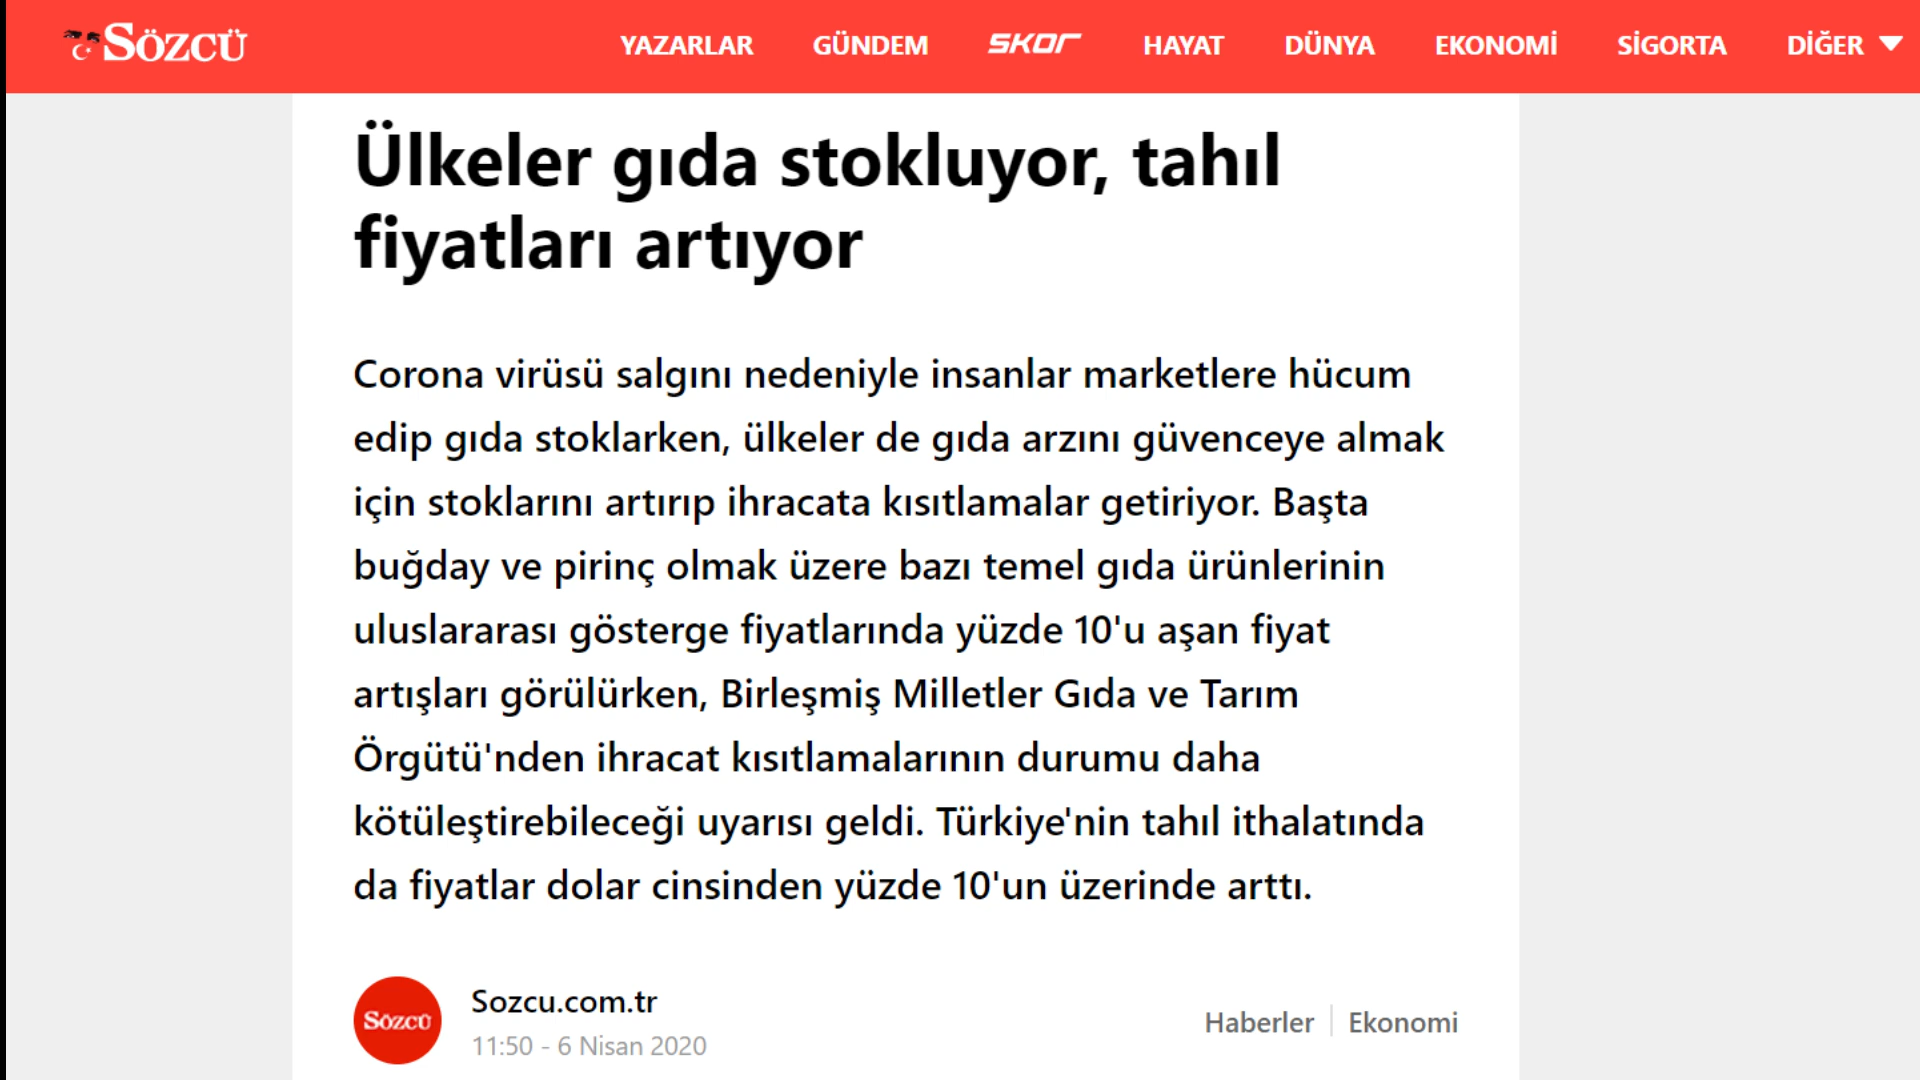 SÖZCÜ
YAZARLAR GÜNDEM SKOR HAYAT DÜNYA EKONOMİ SİGORTA DİĞER
Ülkeler gıda stokluyor, tahıl
fiyatları artıyor
Corona virüsü salgını nedeniyle insanlar marketlere hücum
edip gıda stoklarken, ülkeler de gıda arzını güvenceye almak
için stoklarını artırıp ihracata kısıtlamalar getiriyor. Başta
buğday ve pirinç olmak üzere bazı temel gıda ürünlerinin
uluslararası gösterge fiyatlarında yüzde 10'u aşan fiyat
artışları görülürken, Birleşmiş Milletler Gıda ve Tarım
Örgütü'nden ihracat kısıtlamalarının durumu daha
kötüleştirebileceği uyarısı geldi. Türkiye'nin tahıl ithalatında
da fiyatlar dolar cinsinden yüzde 10'un üzerinde arttı.
SÖZCÜ
Sozcu.com.tr
11:50 - 6 Nisan 2020
Haberler Ekonomi